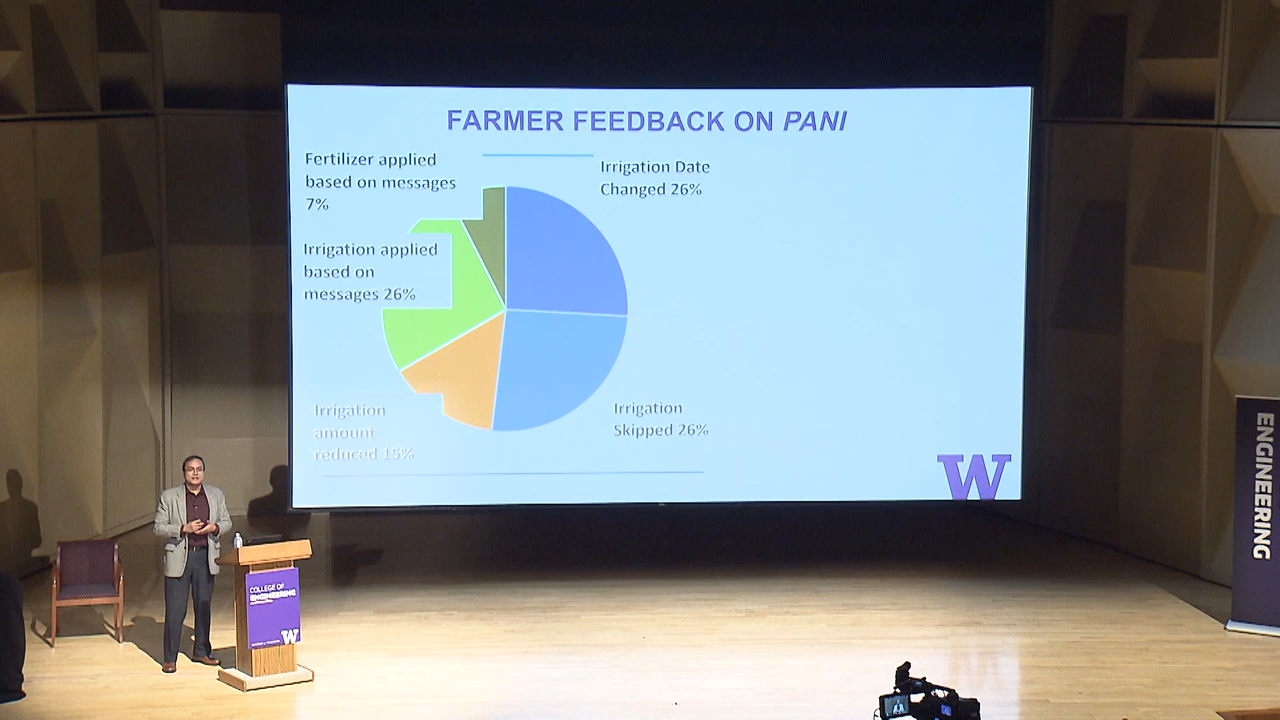 FARMER FEEDBACK ON PANI
Fertilizer applied
based on messages
7%
Irrigation Date
Changed 26%
Irrigation applied
based on
messages 26%
Irrigation
amount
reduced 15%
Irrigation
Skipped 26%
W
COLLEGE OF
ENGINEERING
W
ENGINEERING